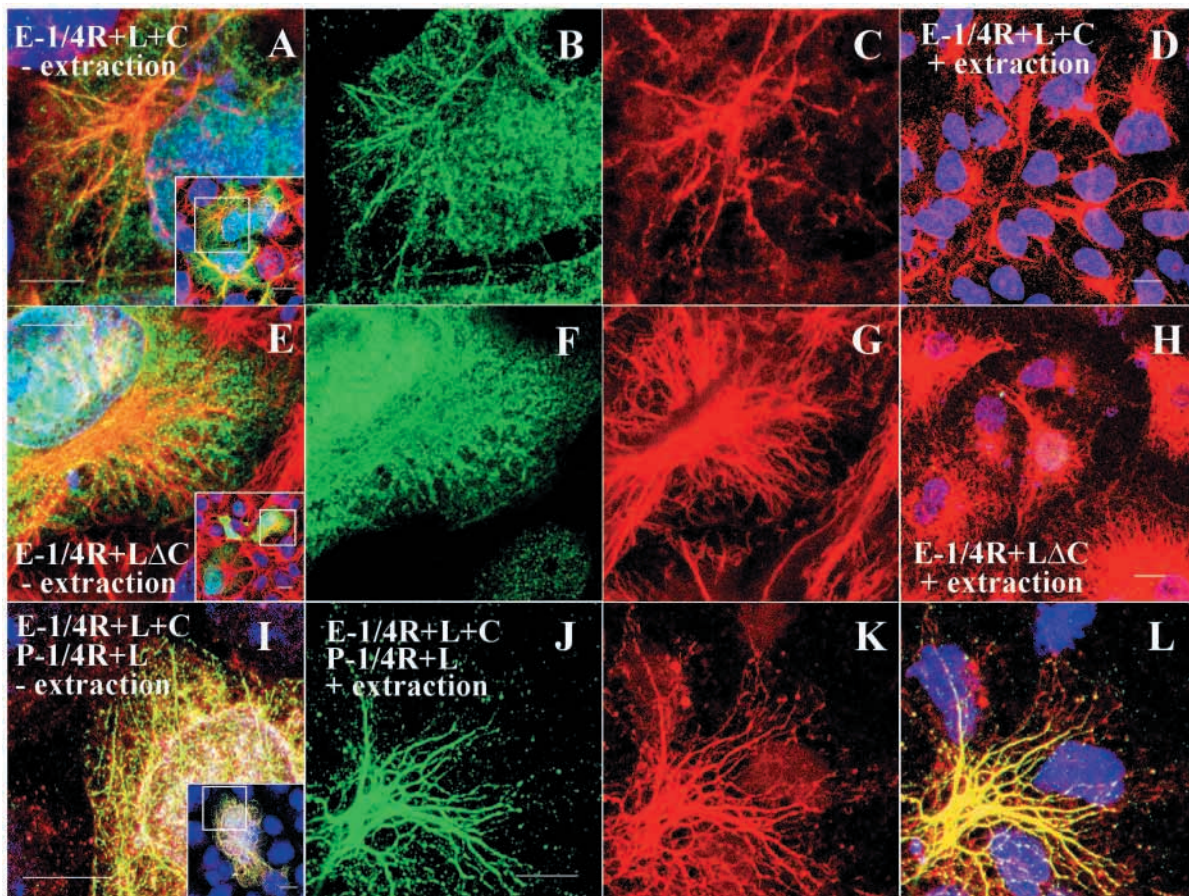 E-1/4R+L+C
- extraction
A
B
C
E-1/4R+L+C
+ extraction
D
E
E-1/4R+LΔC
- extraction
F
G
H
E-1/4R+LΔC
+ extraction
E-1/4R+L+C
P-1/4R+L
- extraction
I
E-1/4R+L+C
P-1/4R+L
+ extraction
J
K
L